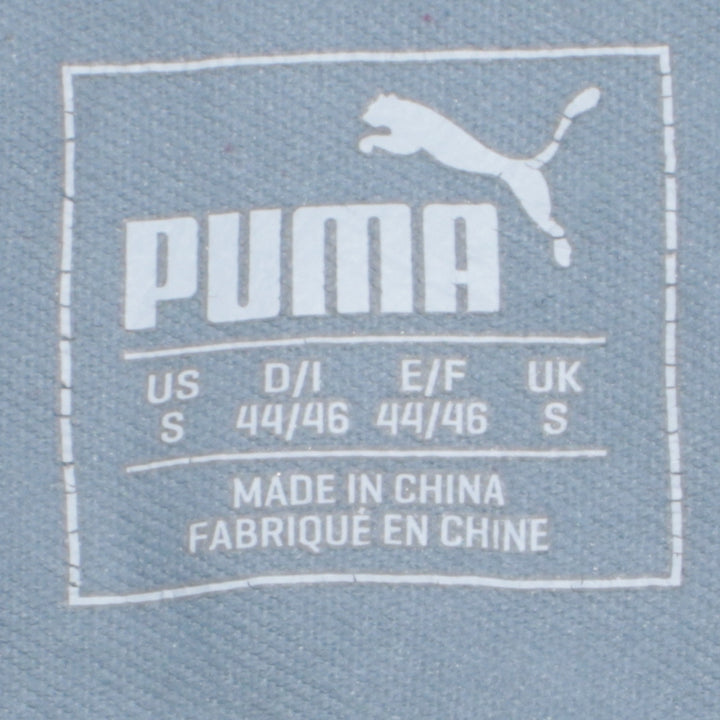 PUMA
US D/I E/F UK
S 44/46 44/46 S
MADE IN CHINA
FABRIQUÉ EN CHINE